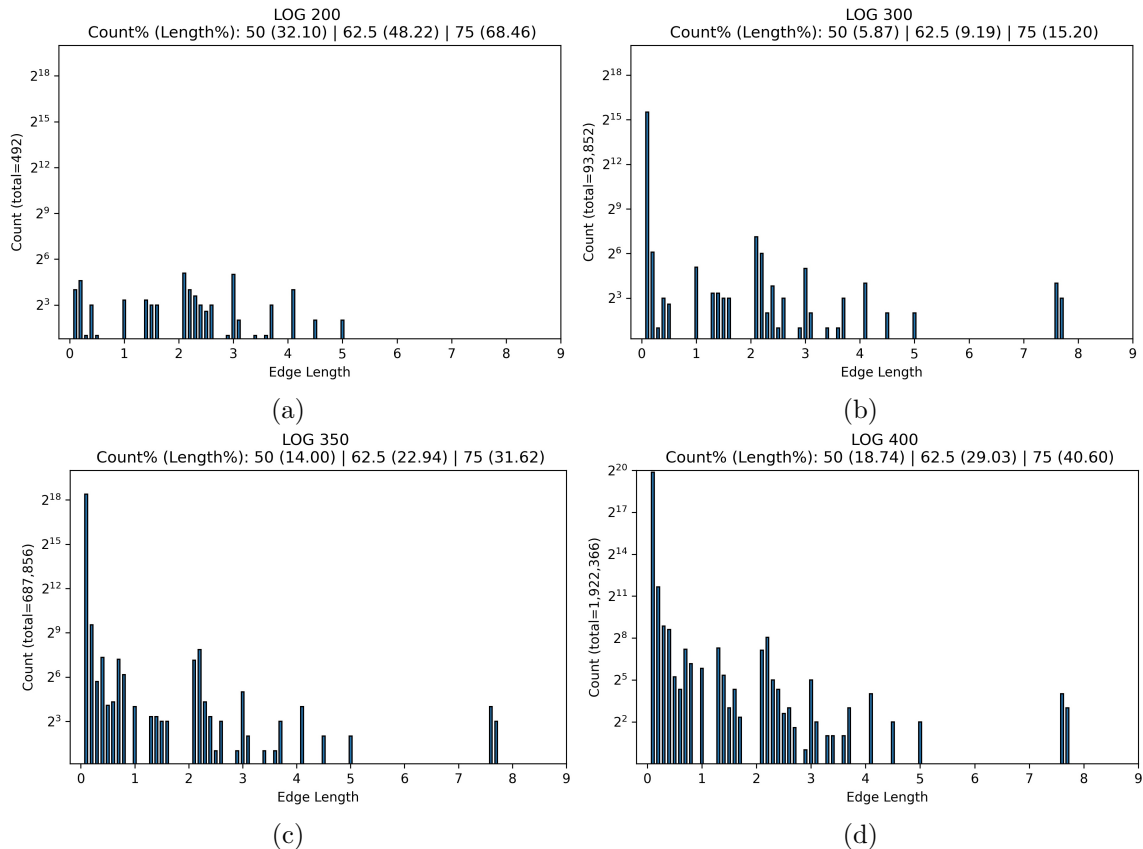 LOG 200
Count% (Length%): 50 (32.10) | 62.5 (48.22) | 75 (68.46)
Count (total=492)
2^18
2^15
2^12
2^9
2^6
2^3
0 1 2 3 4 5 6 7 8 9
Edge Length
(a)
LOG 300
Count% (Length%): 50 (5.87) | 62.5 (9.19) | 75 (15.20)
Count (total=93,852)
2^18
2^15
2^12
2^9
2^6
2^3
0 1 2 3 4 5 6 7 8 9
Edge Length
(b)
LOG 350
Count% (Length%): 50 (14.00) | 62.5 (22.94) | 75 (31.62)
Count (total=687,856)
2^18
2^15
2^12
2^9
2^6
2^3
0 1 2 3 4 5 6 7 8 9
Edge Length
(c)
LOG 400
Count% (Length%): 50 (18.74) | 62.5 (29.03) | 75 (40.60)
Count (total=1,922,366)
2^20
2^17
2^14
2^11
2^8
2^5
2^2
0 1 2 3 4 5 6 7 8 9
Edge Length
(d)